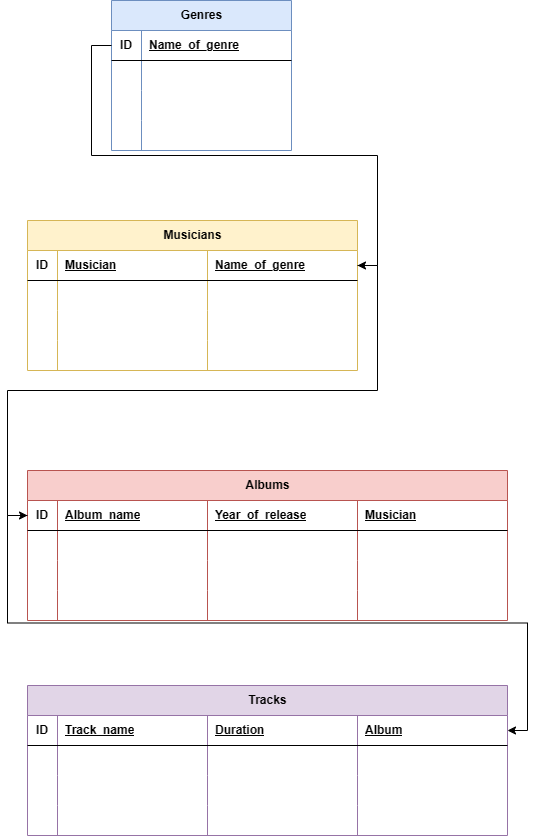 Genres
ID Name_of_genre
Musicians
ID Musician Name_of_genre
Albums
ID Album_name Year_of_release Musician
Tracks
ID Track_name Duration Album